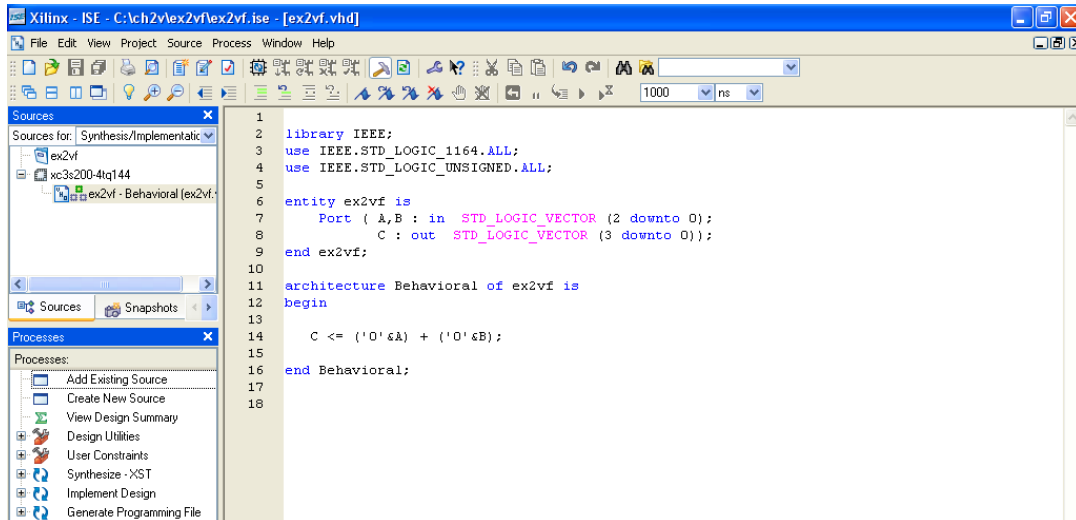 Xilinx - ISE - C:\ch2v\ex2vf\ex2vf.ise - [ex2vf.vhd]
File Edit View Project Source Process Window Help
1000 ns
Sources
Sources for: Synthesis/Implementatic
ex2vf
xc3s200-4tq144
ex2vf - Behavioral (ex2vf.
Sources Snapshots
Processes
Processes:
Add Existing Source
Create New Source
View Design Summary
Design Utilities
User Constraints
Synthesize - XST
Implement Design
Generate Programming File
1
2 library IEEE;
3 use IEEE.STD_LOGIC_1164.ALL;
4 use IEEE.STD_LOGIC_UNSIGNED.ALL;
5
6 entity ex2vf is
7 Port ( A,B : in STD_LOGIC_VECTOR (2 downto 0);
8 C : out STD_LOGIC_VECTOR (3 downto 0));
9 end ex2vf;
10
11 architecture Behavioral of ex2vf is
12 begin
13
14 C <= ('0'&A) + ('0'&B);
15
16 end Behavioral;
17
18